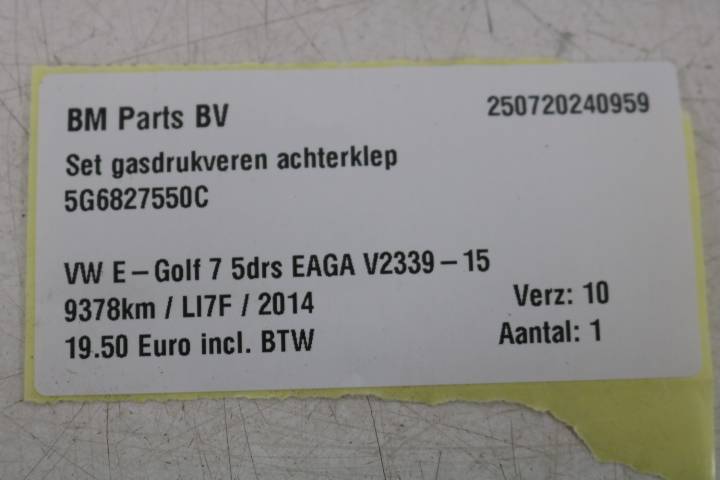 BM Parts BV 250720240959
Set gasdrukveren achterklep
5G6827550C
VW E-Golf 7 5drs EAGA V2339-15
9378km / LI7F / 2014 Verz: 10
19.50 Euro incl. BTW Aantal: 1